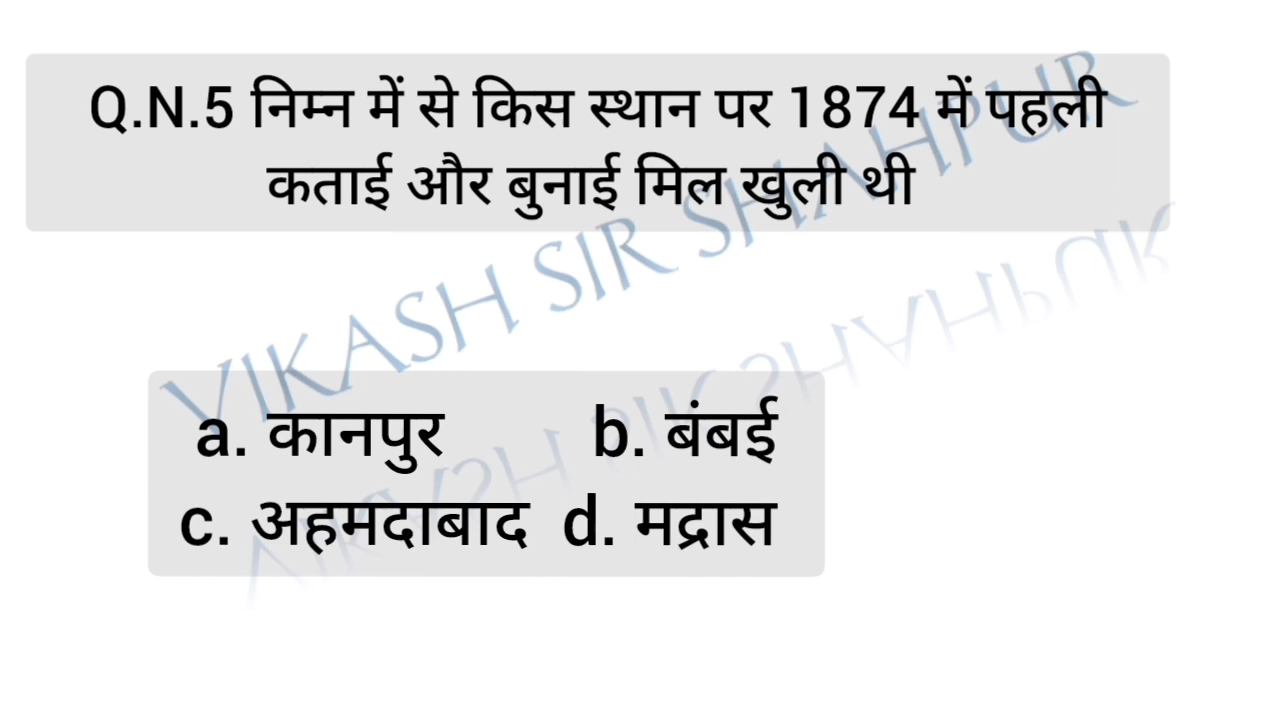 Q.N.5 निम्न में से किस स्थान पर 1874 में पहली
कताई और बुनाई मिल खुली थी
VIKASH SIR SHAHPUR
a. कानपुर b. बंबई
c. अहमदाबाद d. मद्रास